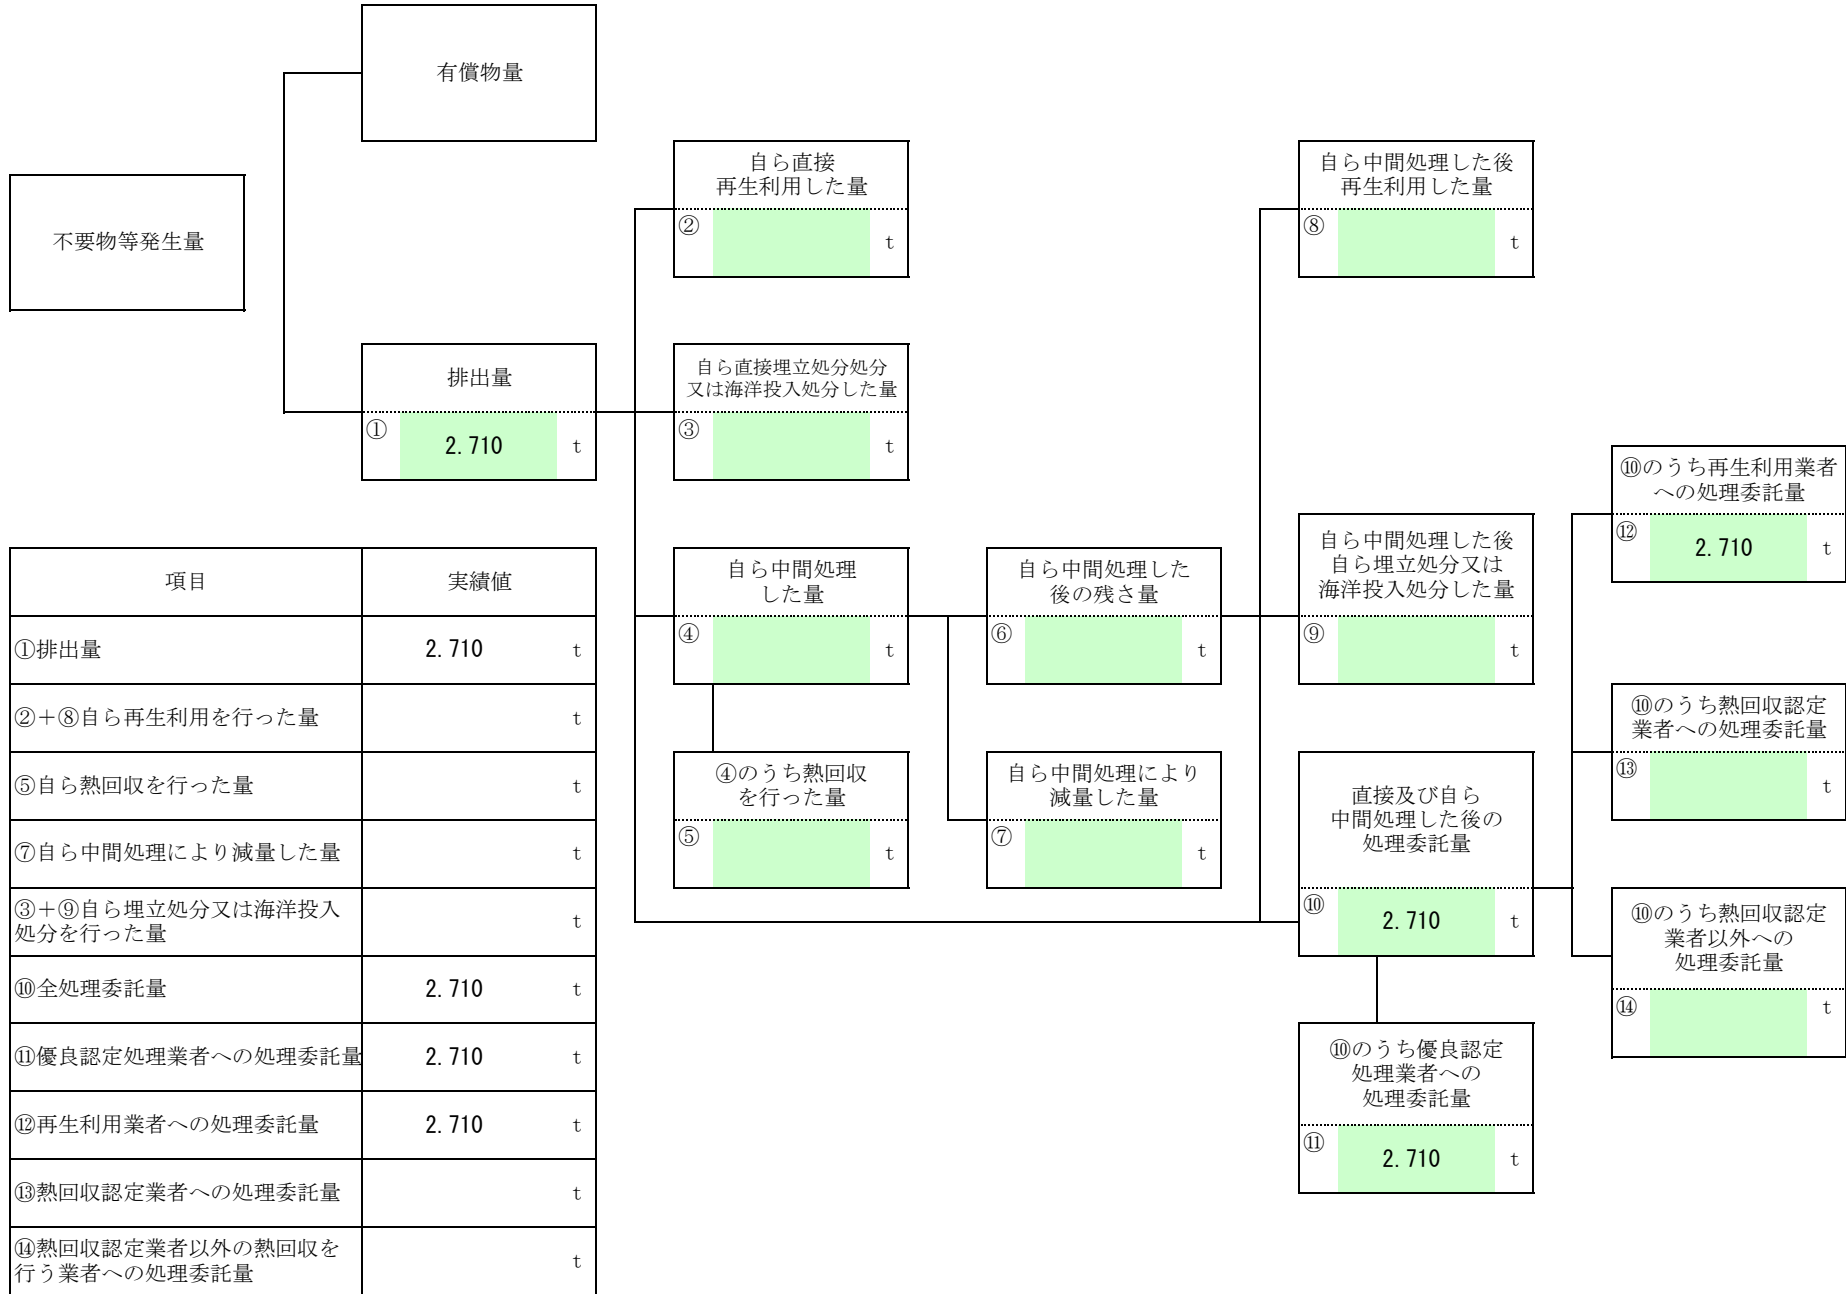 有償物量
不要物等発生量
自ら直接
再生利用した量
② t
自ら中間処理した後
再生利用した量
⑧ t
排出量
① 2.710 t
自ら直接埋立処分処分
又は海洋投入処分した量
③ t
自ら中間処理
した量
④ t
自ら中間処理した
後の残さ量
⑥ t
自ら中間処理した後
自ら埋立処分又は
海洋投入処分した量
⑨ t
⑩のうち再生利用業者
への処理委託量
⑫ 2.710 t
④のうち熱回収
を行った量
⑤ t
自ら中間処理により
減量した量
⑦ t
直接及び自ら
中間処理した後の
処理委託量
⑩ 2.710 t
⑩のうち熱回収認定
業者への処理委託量
⑬ t
⑩のうち熱回収認定
業者以外への
処理委託量
⑭ t
⑩のうち優良認定
処理業者への
処理委託量
⑪ 2.710 t
項目 実績値
①排出量 2.710 t
②+⑧自ら再生利用を行った量 t
⑤自ら熱回収を行った量 t
⑦自ら中間処理により減量した量 t
③+⑨自ら埋立処分又は海洋投入
処分を行った量 t
⑩全処理委託量 2.710 t
⑪優良認定処理業者への処理委託量 2.710 t
⑫再生利用業者への処理委託量 2.710 t
⑬熱回収認定業者への処理委託量 t
⑭熱回収認定業者以外の熱回収を
行う業者への処理委託量 t